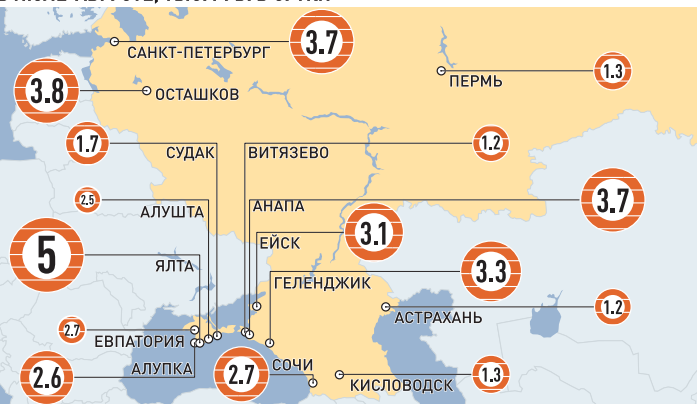 САНКТ-ПЕТЕРБУРГ
3.7
ПЕРМЬ
1.3
3.8
ОСТАШКОВ
1.7
СУДАК
ВИТЯЗЕВО
1.2
2.5
АЛУШТА
АНАПА
3.7
ЕЙСК
3.1
5
ЯЛТА
ГЕЛЕНДЖИК
3.3
АСТРАХАНЬ
1.2
2.7
ЕВПАТОРИЯ
2.6
АЛУПКА
2.7
СОЧИ
КИСЛОВОДСК
1.3